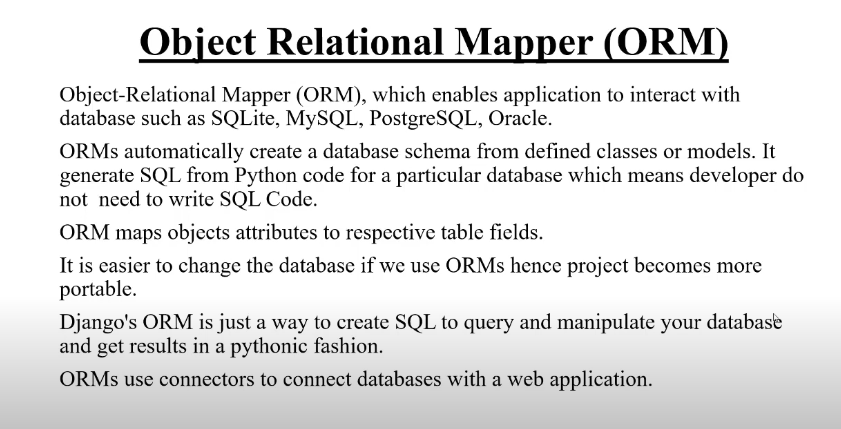 Object Relational Mapper (ORM)
Object-Relational Mapper (ORM), which enables application to interact with
database such as SQLite, MySQL, PostgreSQL, Oracle.
ORMs automatically create a database schema from defined classes or models. It
generate SQL from Python code for a particular database which means developer do
not need to write SQL Code.
ORM maps objects attributes to respective table fields.
It is easier to change the database if we use ORMs hence project becomes more
portable.
Django's ORM is just a way to create SQL to query and manipulate your database
and get results in a pythonic fashion.
ORMs use connectors to connect databases with a web application.